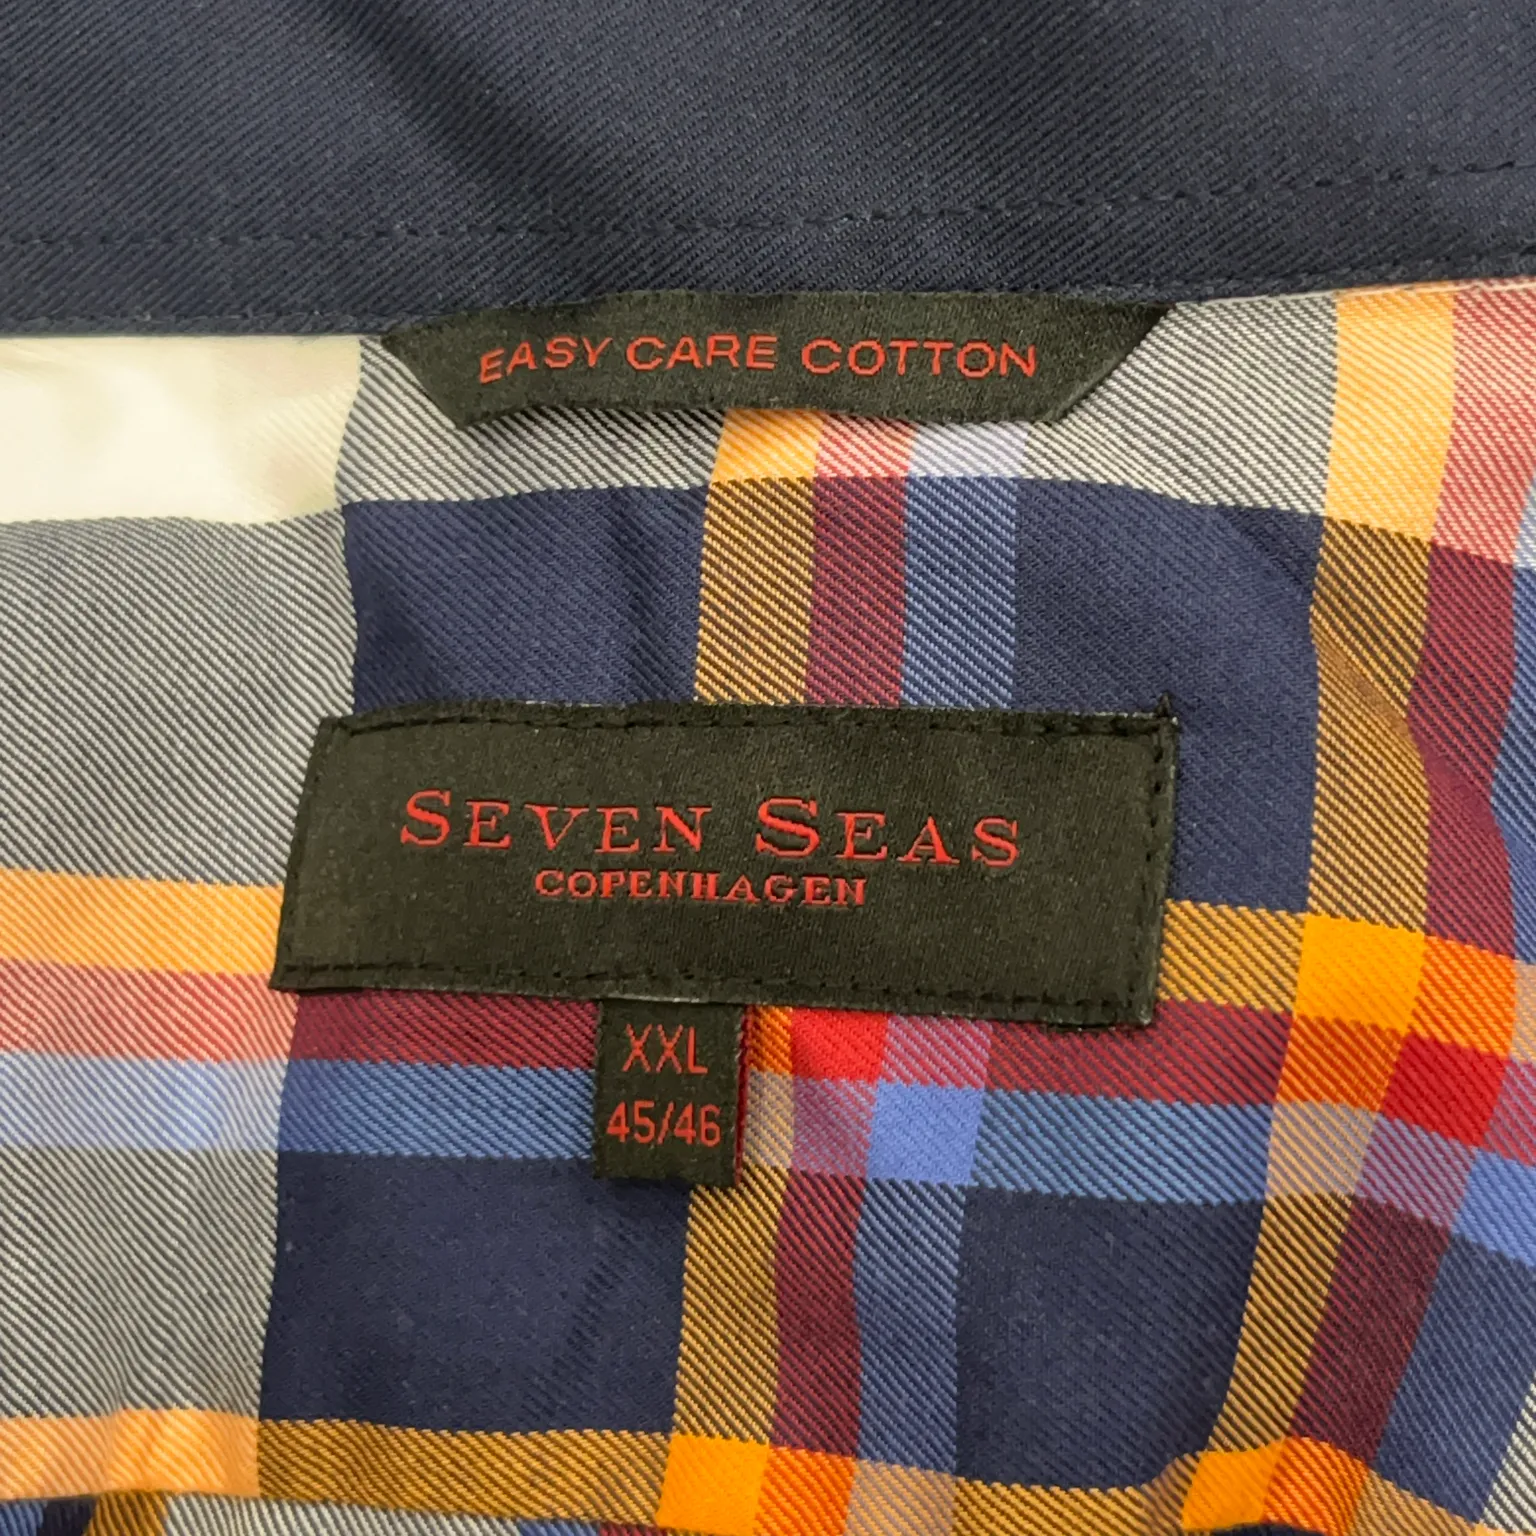 EASY CARE COTTON
SEVEN SEAS
COPENHAGEN
XXL
45/46